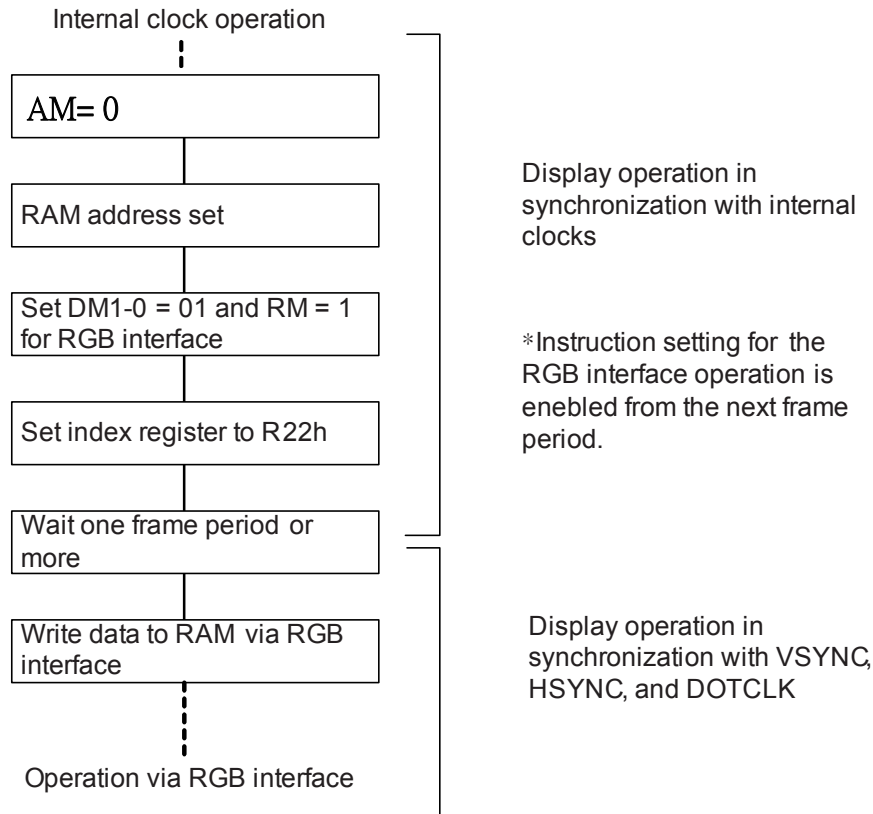 Internal clock operation
AM= 0
RAM address set
Set DM1-0 = 01 and RM = 1
for RGB interface
Set index register to R22h
Wait one frame period or
more
Write data to RAM via RGB
interface
Operation via RGB interface
Display operation in
synchronization with internal
clocks
*Instruction setting for the
RGB interface operation is
enebled from the next frame
period.
Display operation in
synchronization with VSYNC,
HSYNC, and DOTCLK